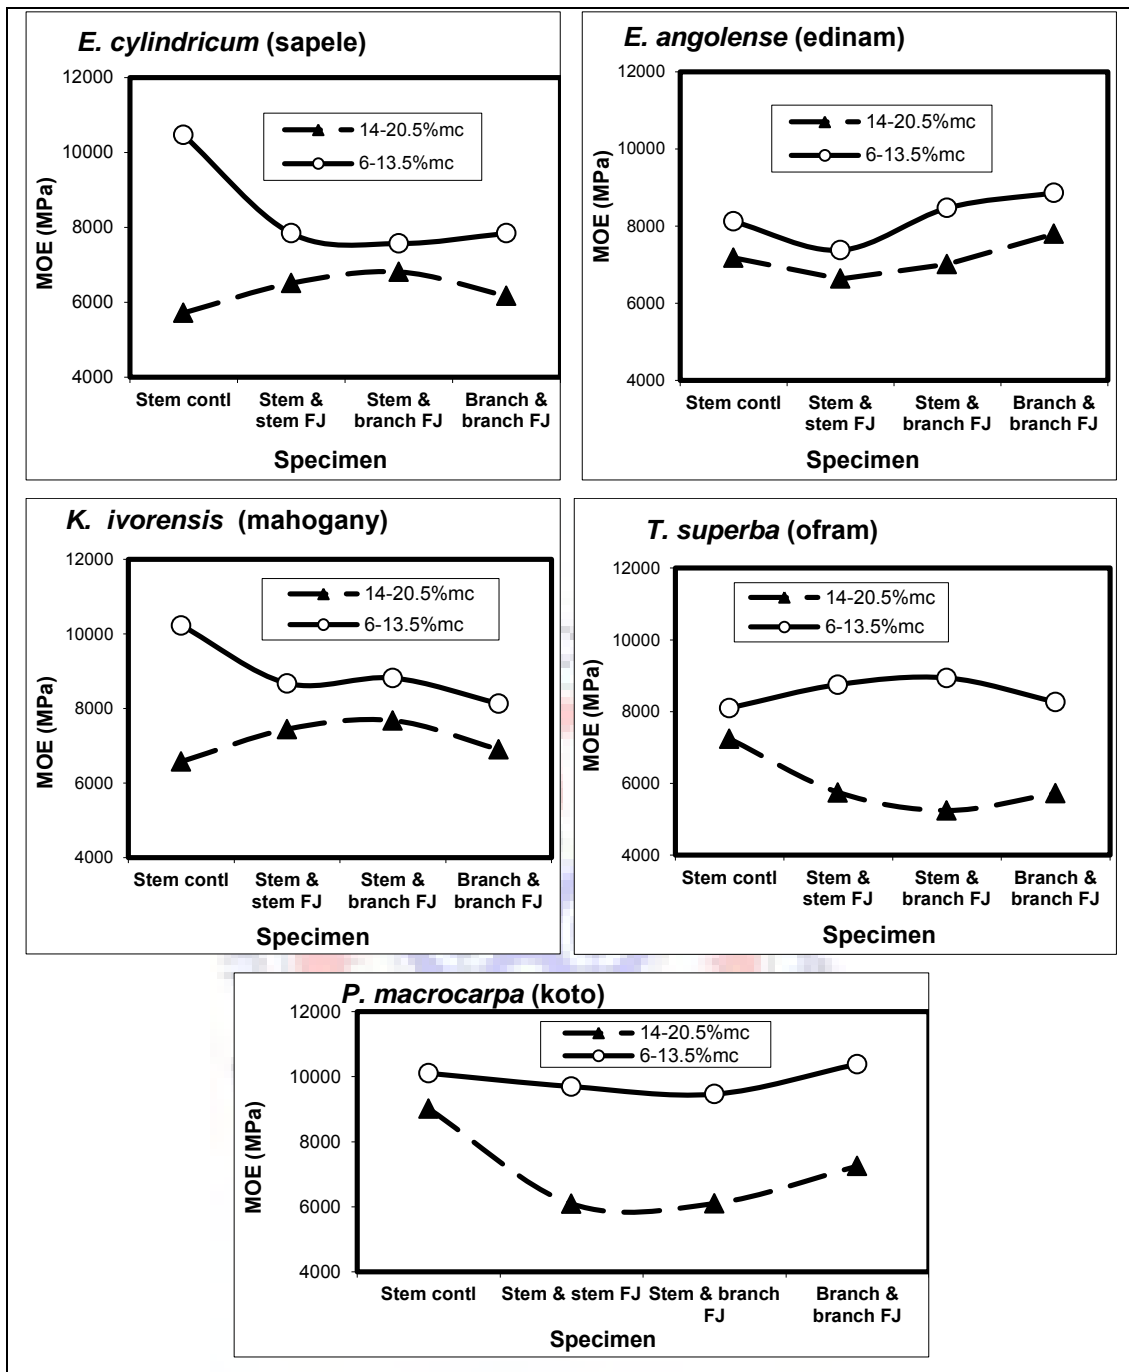 E. cylindricum (sapele)
12000
10000
8000
6000
4000
MOE (MPa)
14-20.5%mc
6-13.5%mc
Stem contl
Stem &
stem FJ
Stem &
branch FJ
Branch &
branch FJ
Specimen
E. angolense (edinam)
12000
10000
8000
6000
4000
MOE (MPa)
14-20.5%mc
6-13.5%mc
Stem contl
Stem &
stem FJ
Stem &
branch FJ
Branch &
branch FJ
Specimen
K. ivorensis (mahogany)
12000
10000
8000
6000
4000
MOE (MPa)
14-20.5%mc
6-13.5%mc
Stem contl
Stem &
stem FJ
Stem &
branch FJ
Branch &
branch FJ
Specimen
T. superba (ofram)
12000
10000
8000
6000
4000
MOE (MPa)
14-20.5%mc
6-13.5%mc
Stem contl
Stem &
stem FJ
Stem &
branch FJ
Branch &
branch FJ
Specimen
P. macrocarpa (koto)
12000
10000
8000
6000
4000
MOE (MPa)
14-20.5%mc
6-13.5%mc
Stem contl
Stem & stem FJ
Stem & branch
FJ
Branch &
branch FJ
Specimen